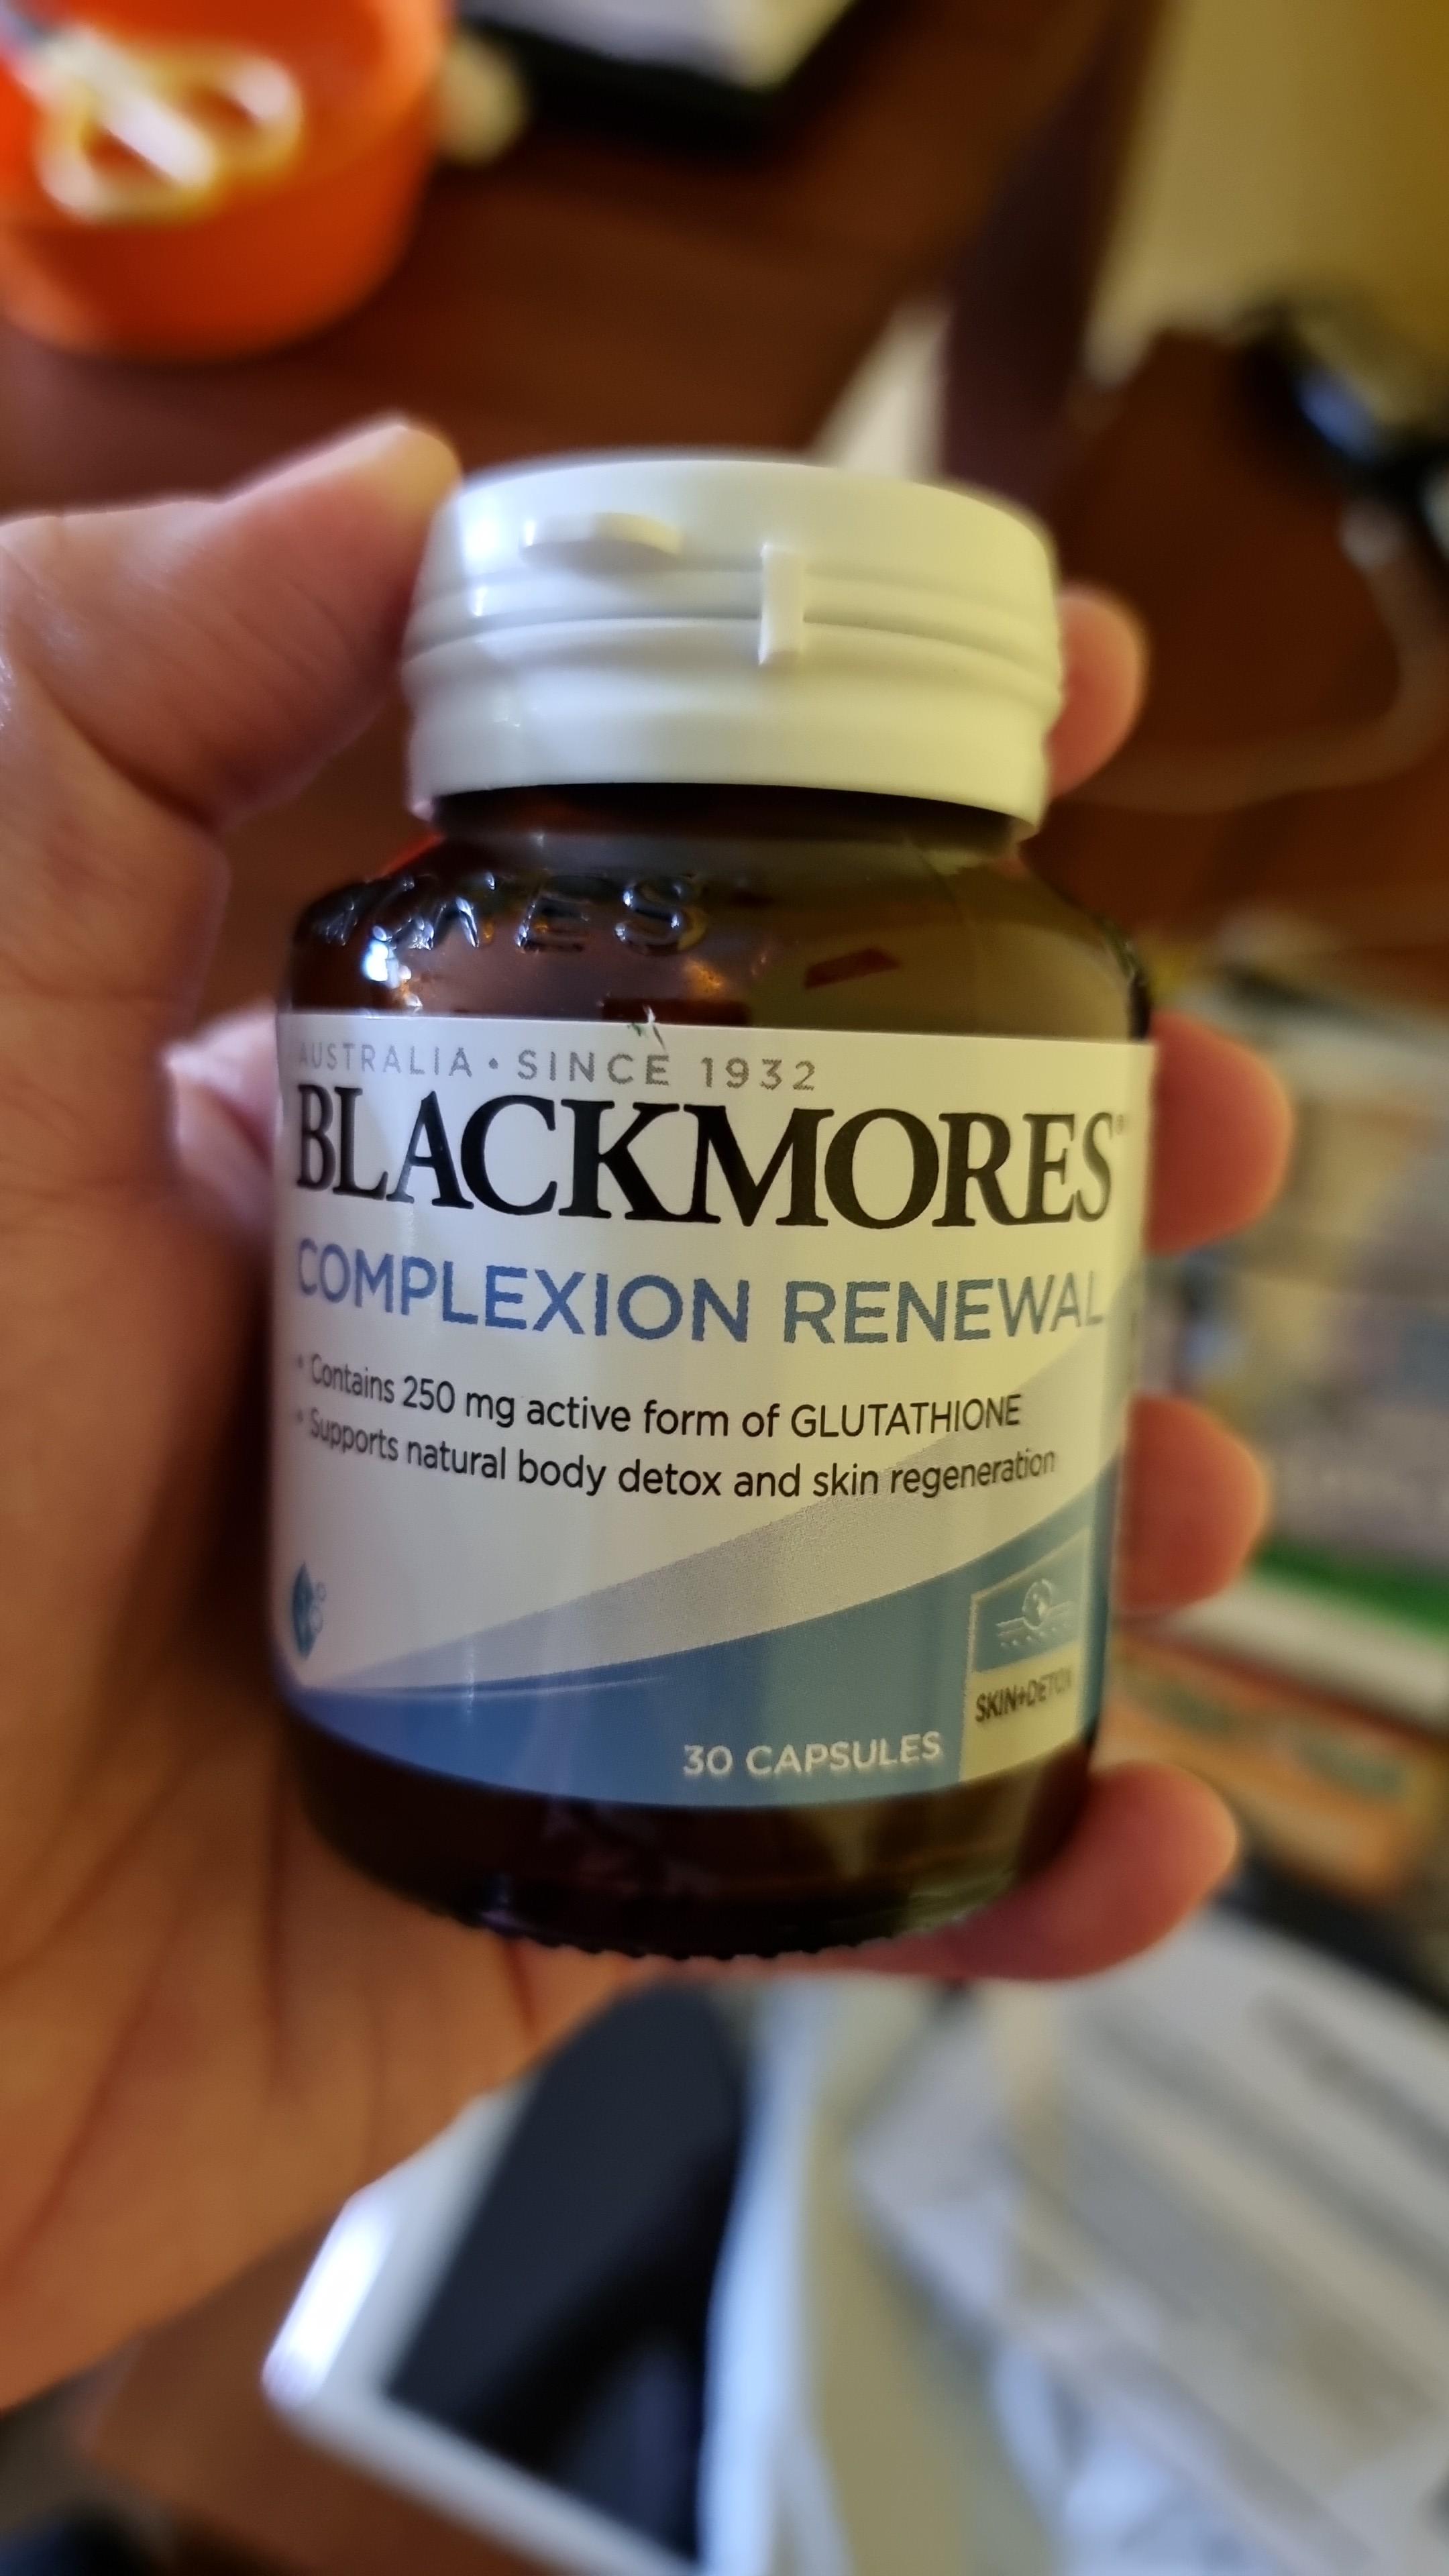 AUSTRALIA • SINCE 1932
BLACKMORES®
COMPLEXION RENEWAL
• Contains 250 mg active form of GLUTATHIONE
• Supports natural body detox and skin regeneration
SKIN+DETOX
30 CAPSULES